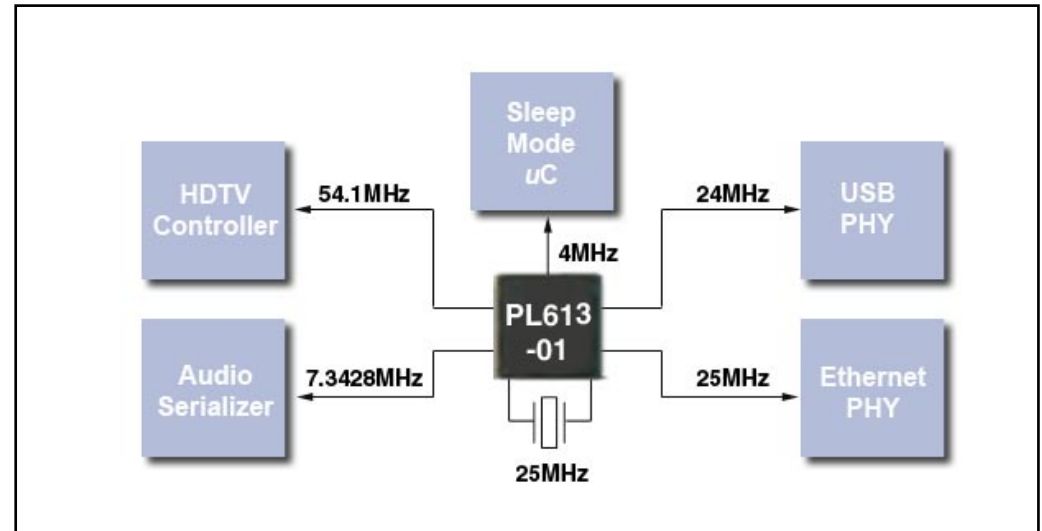 Sleep
Mode
uC
HDTV
Controller
54.1MHz
24MHz
USB
PHY
4MHz
PL613
-01
Audio
Serializer
7.3428MHz
25MHz
Ethernet
PHY
25MHz